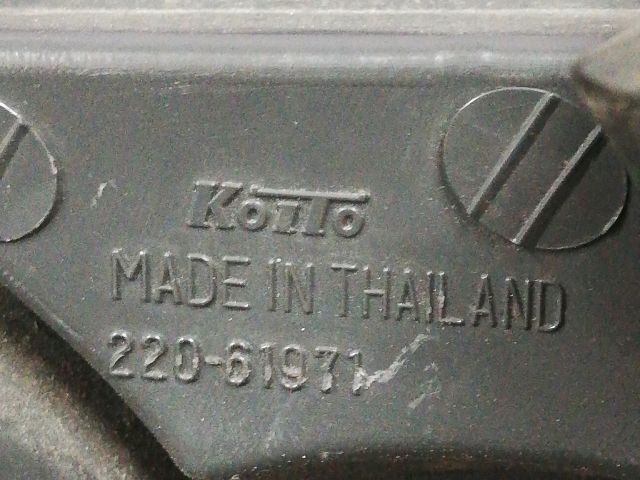 KoiTo
MADE IN THAILAND
220-61971